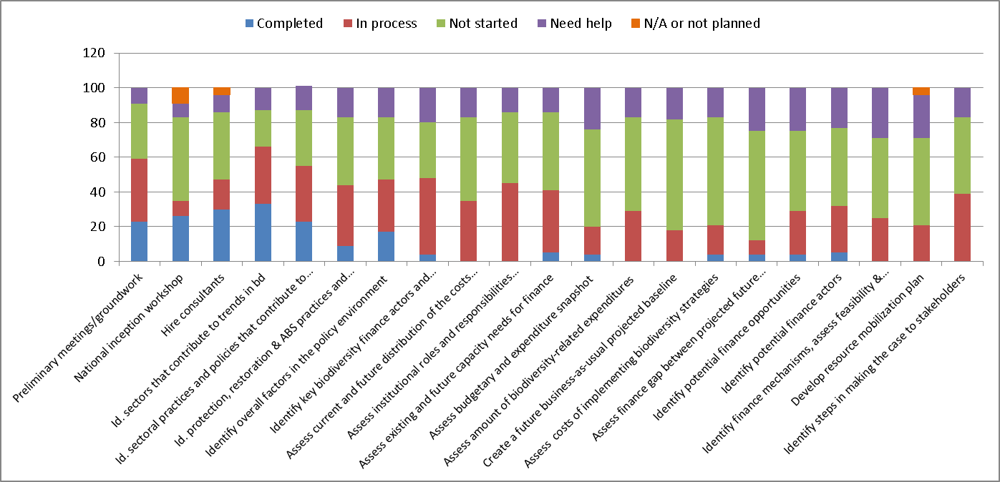 Completed In process Not started Need help N/A or not planned
120
100
80
60
40
20
0
Preliminary meetings/groundwork
National inception workshop
Hire consultants
Id. sectors that contribute to trends in bd
Id. sectoral practices and policies that contribute to...
Id. protection, restoration & ABS practices and...
Identify overall factors in the policy environment
Identify key biodiversity finance actors and...
Assess current and future distribution of the costs...
Assess institutional roles and responsibilities...
Assess existing and future capacity needs for finance
Assess budgetary and expenditure snapshot
Assess amount of biodiversity-related expenditures
Create a future business-as-usual projected baseline
Assess costs of implementing biodiversity strategies
Assess finance gap between projected future...
Identify potential finance opportunities
Identify potential finance actors
Identify finance mechanisms, assess feasibility &...
Develop resource mobilization plan
Identify steps in making the case to stakeholders